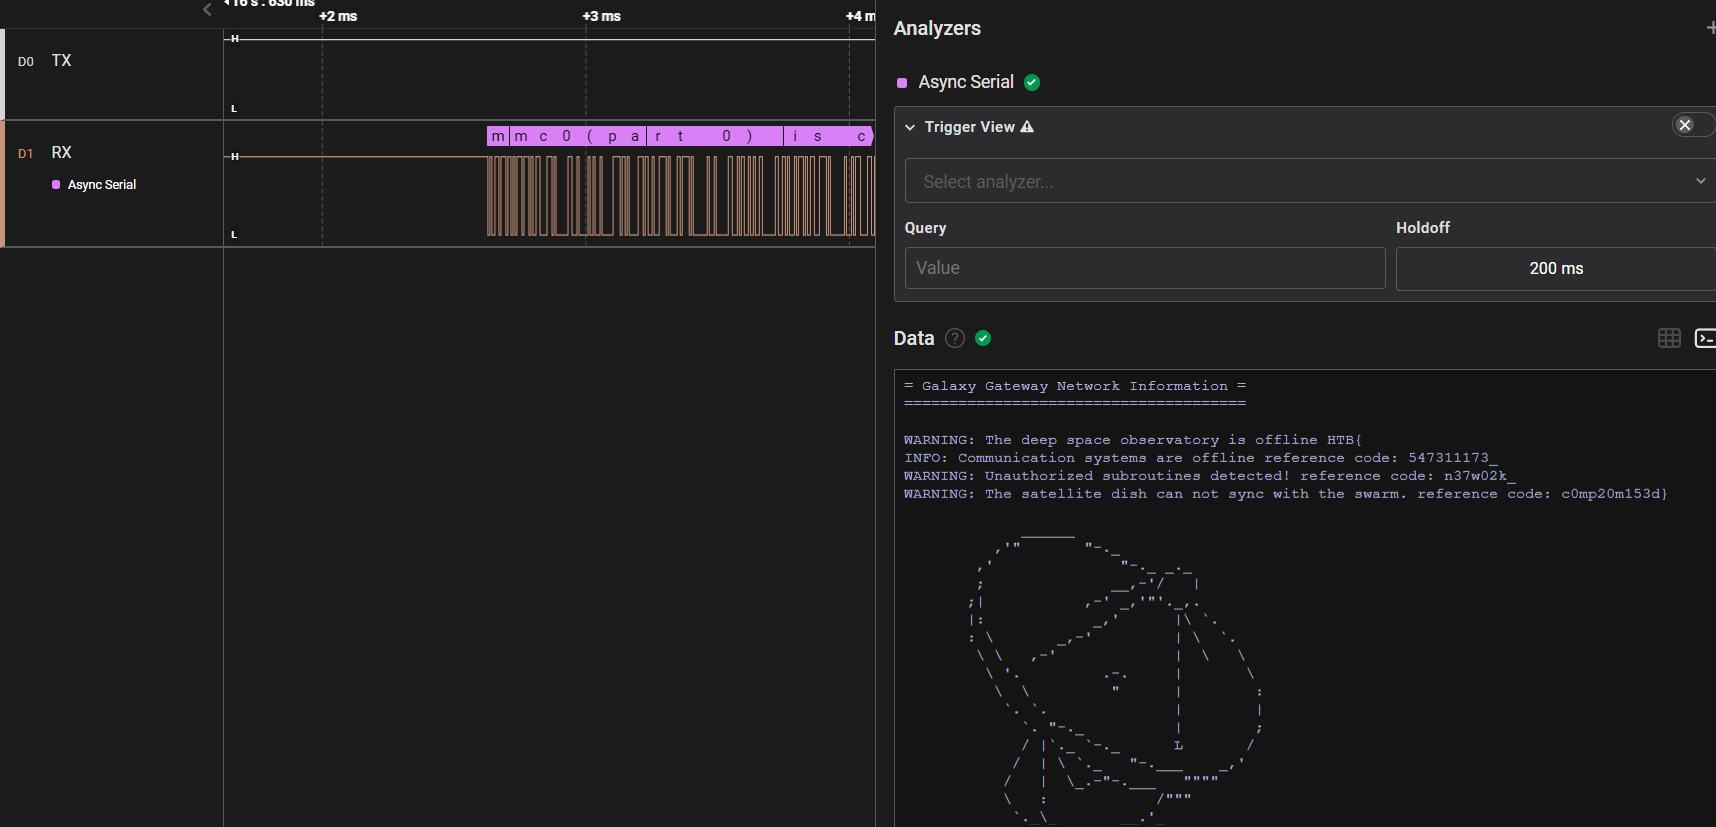 16 s : 630 ms
+2 ms +3 ms +4 m
D0 TX
H
L
D1 RX
Async Serial
H
L
m m c 0 ( p a r t 0 ) i s c
Analyzers
Async Serial
Trigger View
Select analyzer...
Query Holdoff
Value 200 ms
Data
= Galaxy Gateway Network Information =
======================================
WARNING: The deep space observatory is offline HTB{
INFO: Communication systems are offline reference code: 547311173_
WARNING: Unauthorized subroutines detected! reference code: n37w02k_
WARNING: The satellite dish can not sync with the swarm. reference code: c0mp20m153d}